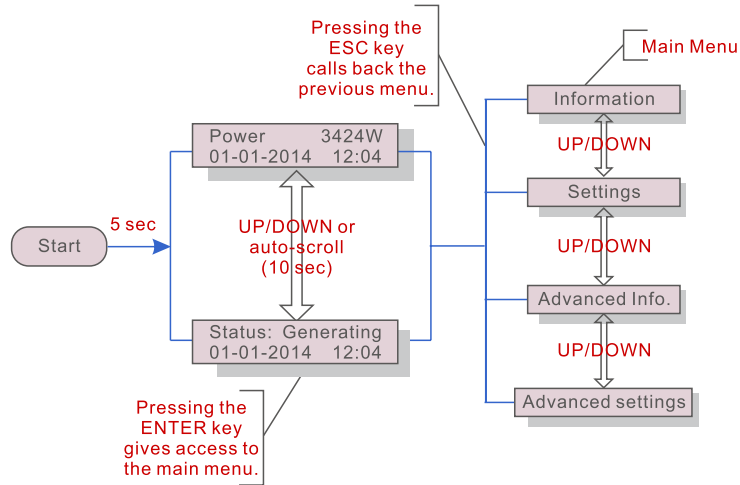 Pressing the
ESC key
calls back the
previous menu.
Main Menu
Information
UP/DOWN
Settings
UP/DOWN
Advanced Info.
UP/DOWN
Advanced settings
Power 3424W
01-01-2014 12:04
5 sec
Start
UP/DOWN or
auto-scroll
(10 sec)
Status: Generating
01-01-2014 12:04
Pressing the
ENTER key
gives access to
the main menu.